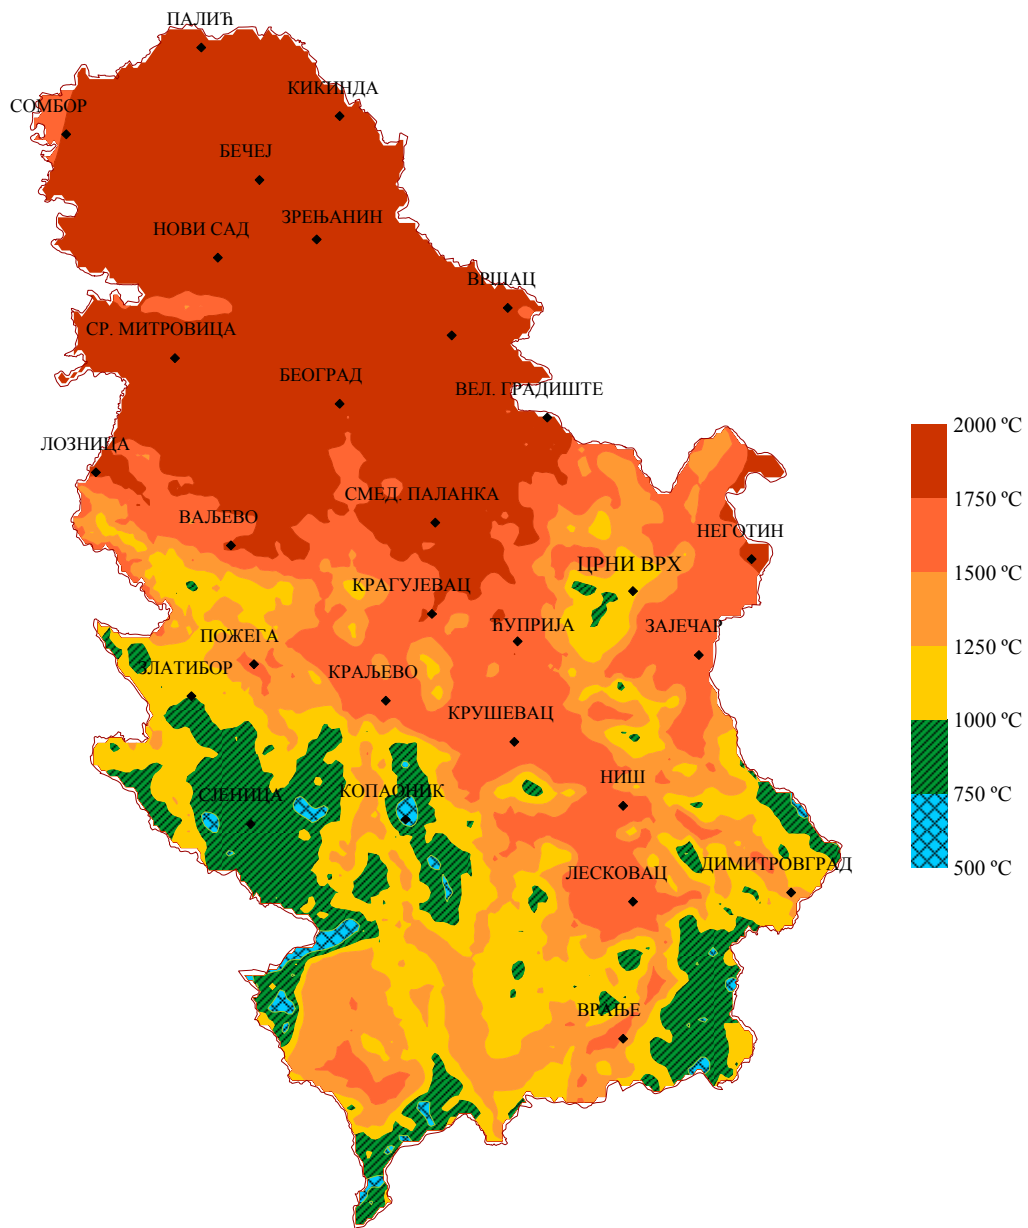 ПАЛИЋ
КИКИНДА
СОМБОР
БЕЧЕЈ
ЗРЕЊАНИН
НОВИ САД
ВРШАЦ
СР. МИТРОВИЦА
БЕОГРАД
ВЕЛ. ГРАДИШТЕ
ЛОЗНИЦА
СМЕД. ПАЛАНКА
ВАЉЕВО
НЕГОТИН
ЦРНИ ВРХ
КРАГУЈЕВАЦ
ЋУПРИЈА
ЗАЈЕЧАР
ПОЖЕГА
ЗЛАТИБОР
КРАЉЕВО
КРУШЕВАЦ
НИШ
СЈЕНИЦА
КОПАОНИК
ДИМИТРОВГРАД
ЛЕСКОВАЦ
ВРАЊЕ
2000 ºC
1750 ºC
1500 ºC
1250 ºC
1000 ºC
750 ºC
500 ºC